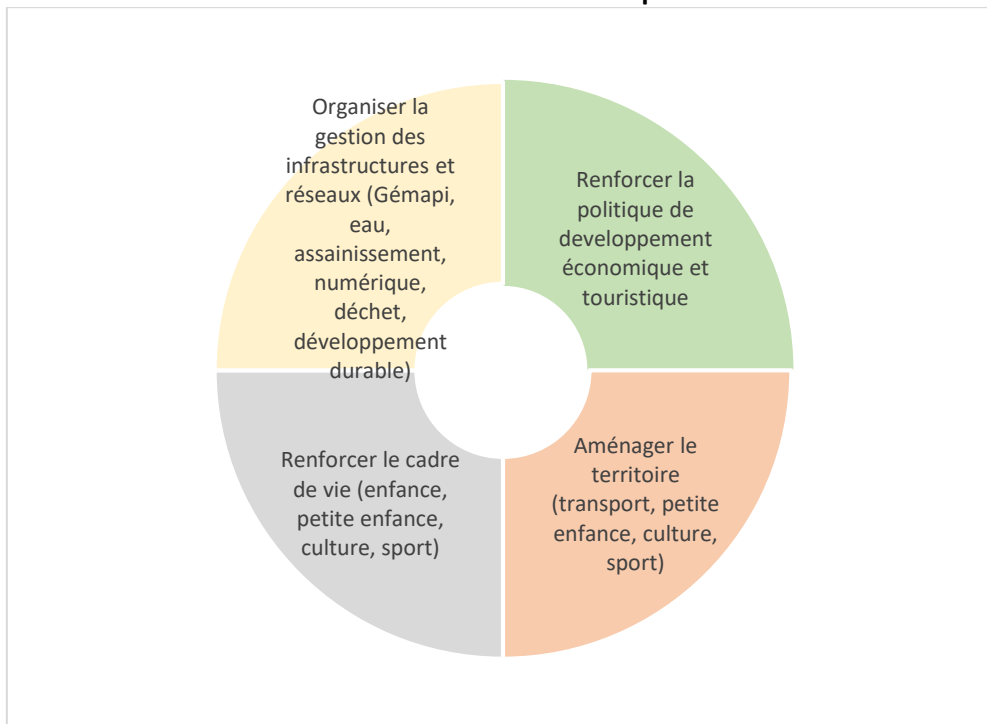 Organiser la
gestion des
infrastructures et
réseaux (Gémapi,
eau,
assainissement,
numérique,
déchet,
développement
durable)
Renforcer la
politique de
developpement
économique et
touristique
Renforcer le cadre
de vie (enfance,
petite enfance,
culture, sport)
Aménager le
territoire
(transport, petite
enfance, culture,
sport)